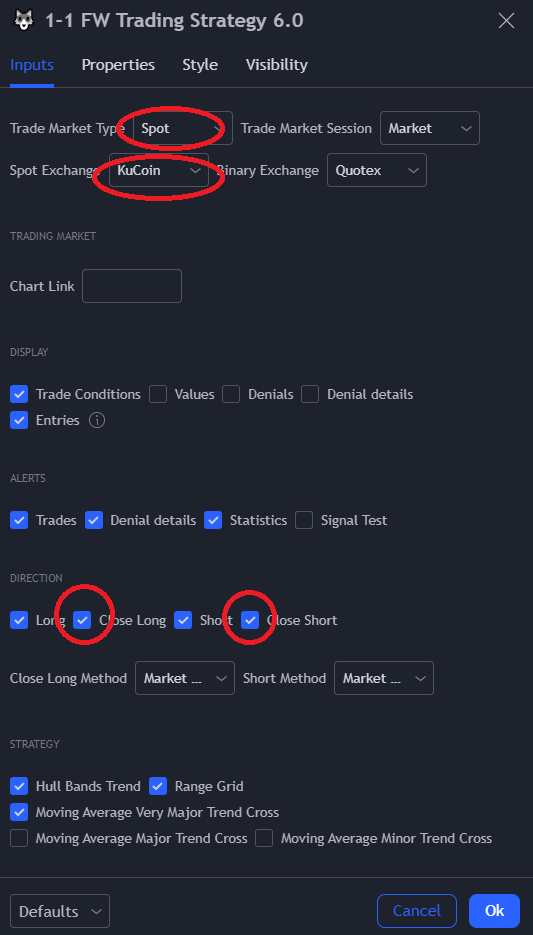 1-1 FW Trading Strategy 6.0
Inputs Properties Style Visibility
Trade Market Type Spot Trade Market Session Market
Spot Exchange KuCoin Binary Exchange Quotex
TRADING MARKET
Chart Link
DISPLAY
Trade Conditions Values Denials Denial details
Entries
ALERTS
Trades Denial details Statistics Signal Test
DIRECTION
Long Close Long Short Close Short
Close Long Method Market ... Short Method Market ...
STRATEGY
Hull Bands Trend Range Grid
Moving Average Very Major Trend Cross
Moving Average Major Trend Cross Moving Average Minor Trend Cross
Defaults Cancel Ok